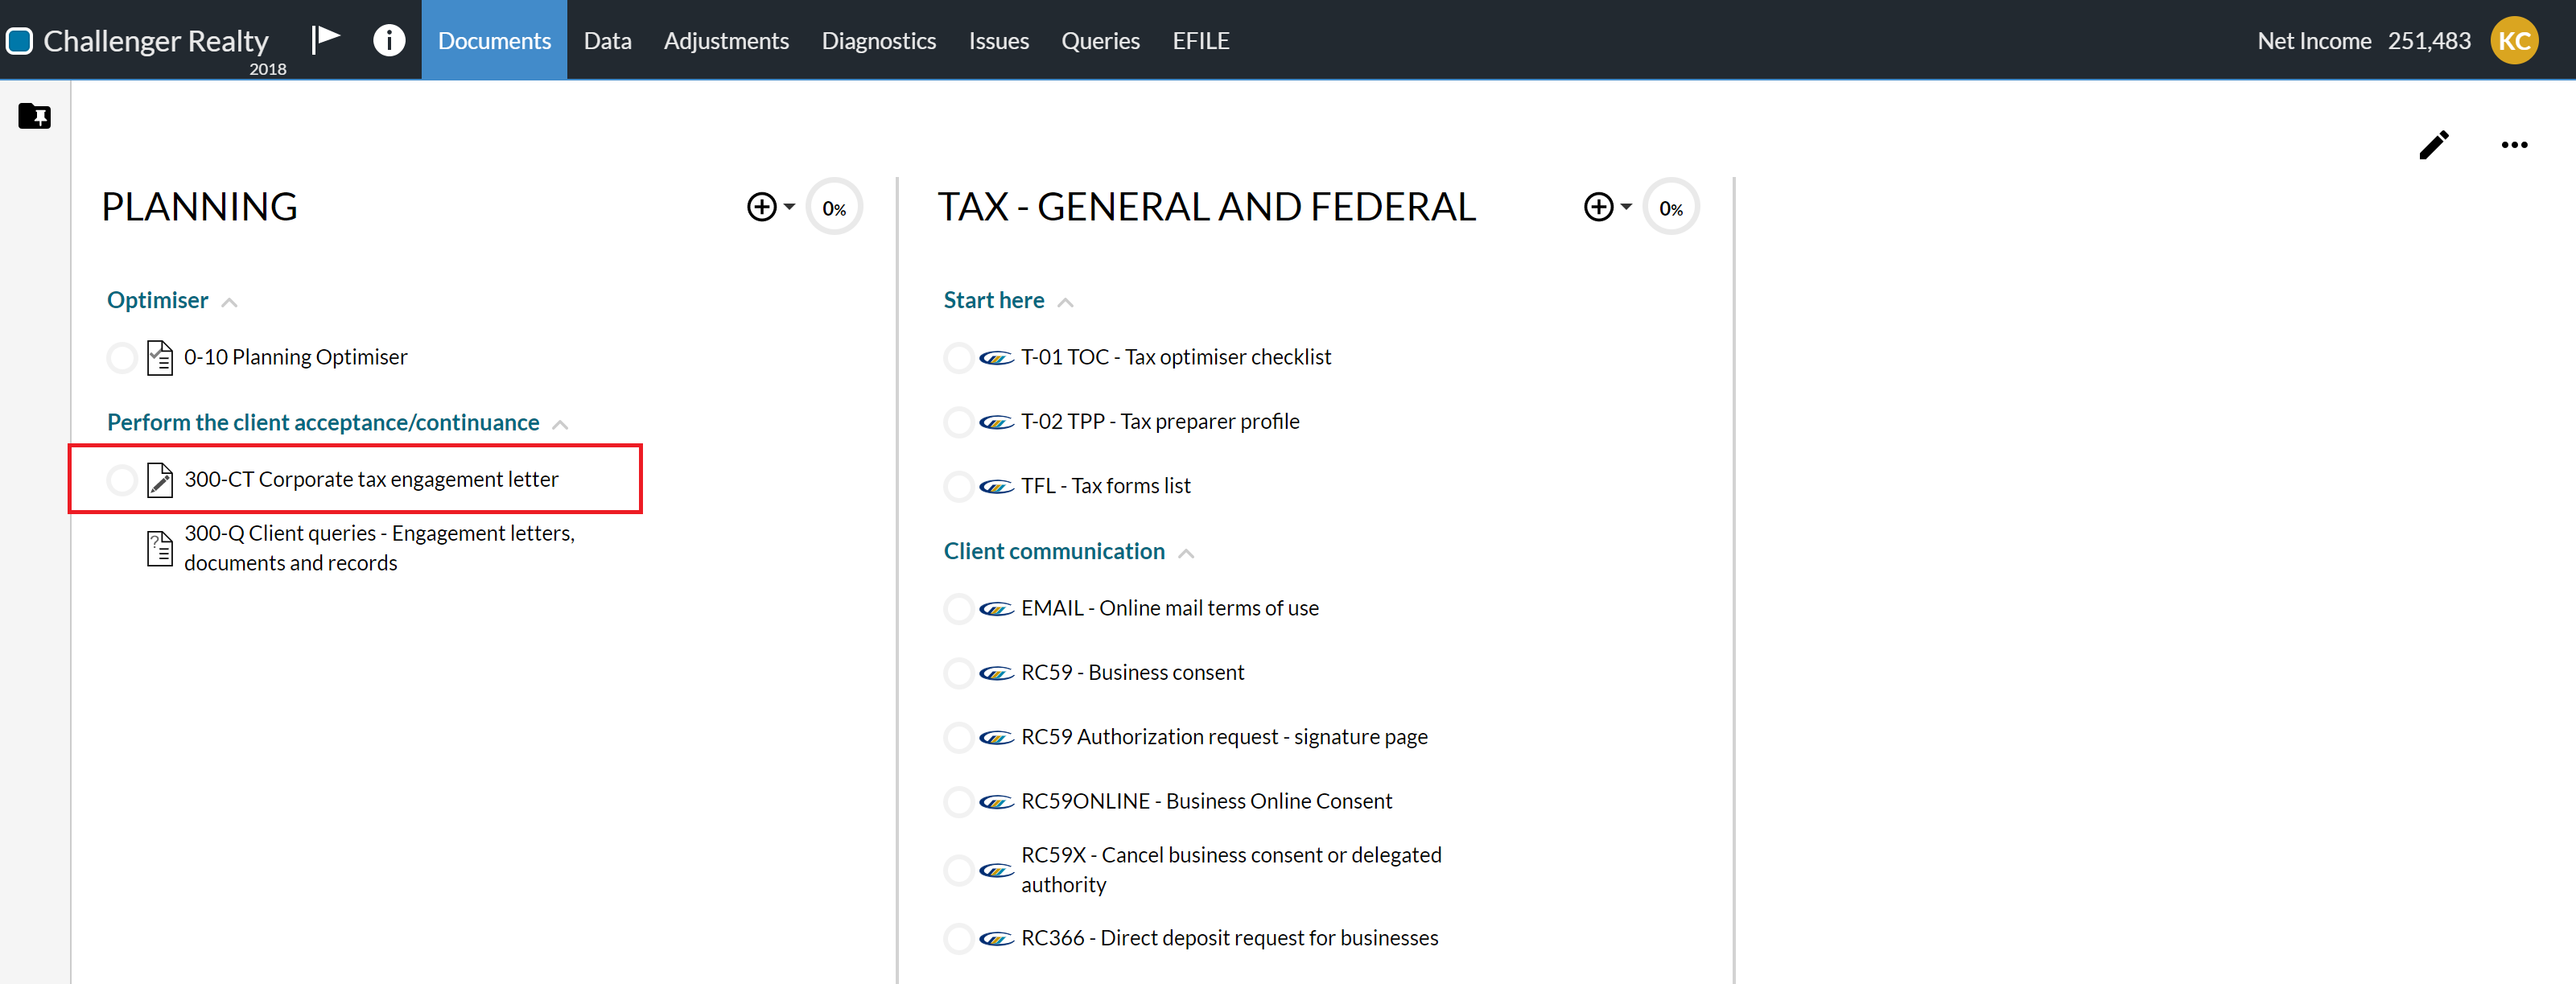 Challenger Realty
2018
Documents
Data
Adjustments
Diagnostics
Issues
Queries
EFILE
Net Income 251,483
KC
PLANNING
0%
Optimiser
0-10 Planning Optimiser
Perform the client acceptance/continuance
300-CT Corporate tax engagement letter
300-Q Client queries - Engagement letters,
documents and records
TAX - GENERAL AND FEDERAL
0%
Start here
T-01 TOC - Tax optimiser checklist
T-02 TPP - Tax preparer profile
TFL - Tax forms list
Client communication
EMAIL - Online mail terms of use
RC59 - Business consent
RC59 Authorization request - signature page
RC59ONLINE - Business Online Consent
RC59X - Cancel business consent or delegated
authority
RC366 - Direct deposit request for businesses